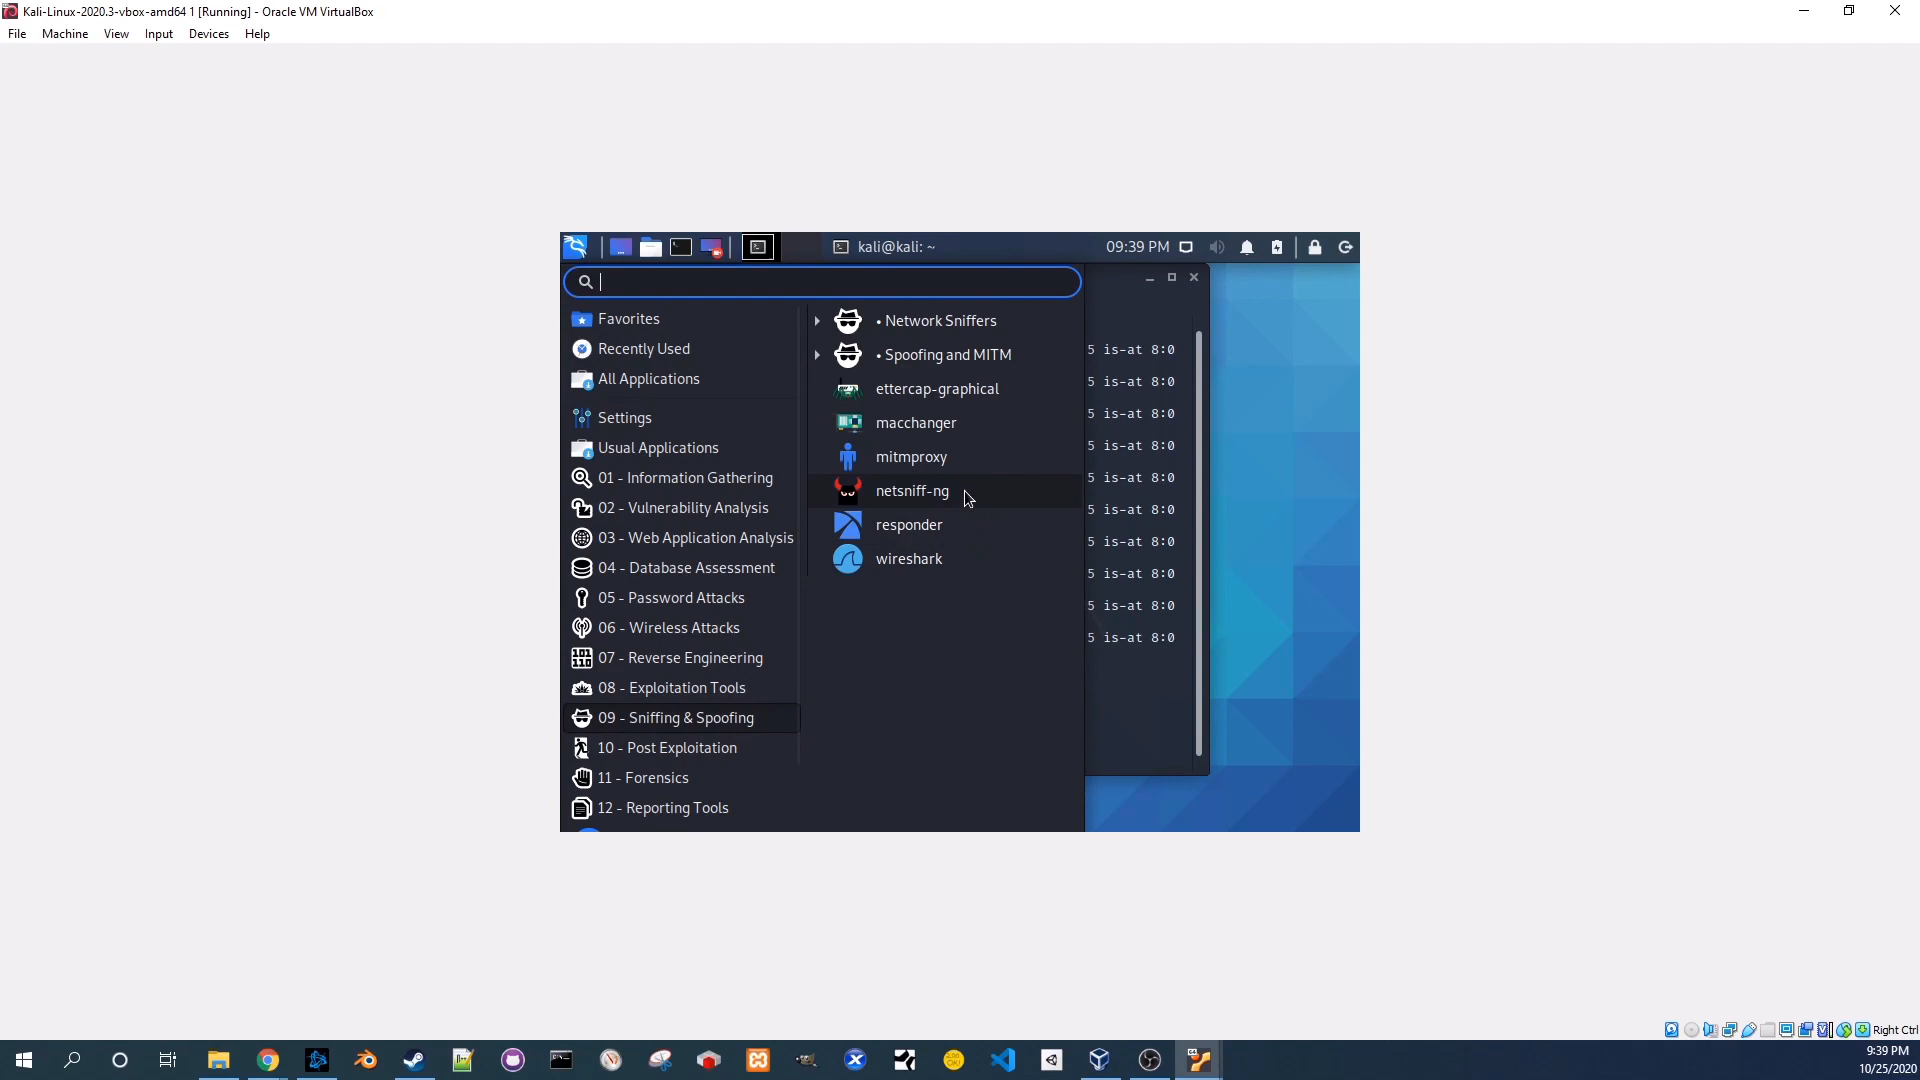 Kali-Linux-2020.3-vbox-amd64 1 [Running] - Oracle VM VirtualBox
File Machine View Input Devices Help
kali@kali: ~
09:39 PM
Favorites
Recently Used
All Applications
Settings
Usual Applications
01 - Information Gathering
02 - Vulnerability Analysis
03 - Web Application Analysis
04 - Database Assessment
05 - Password Attacks
06 - Wireless Attacks
07 - Reverse Engineering
08 - Exploitation Tools
09 - Sniffing & Spoofing
10 - Post Exploitation
11 - Forensics
12 - Reporting Tools
• Network Sniffers
• Spoofing and MITM
ettercap-graphical
macchanger
mitmproxy
netsniff-ng
responder
wireshark
5 is-at 8:0
5 is-at 8:0
5 is-at 8:0
5 is-at 8:0
5 is-at 8:0
5 is-at 8:0
5 is-at 8:0
5 is-at 8:0
5 is-at 8:0
5 is-at 8:0
Right Ctrl
9:39 PM
10/25/2020